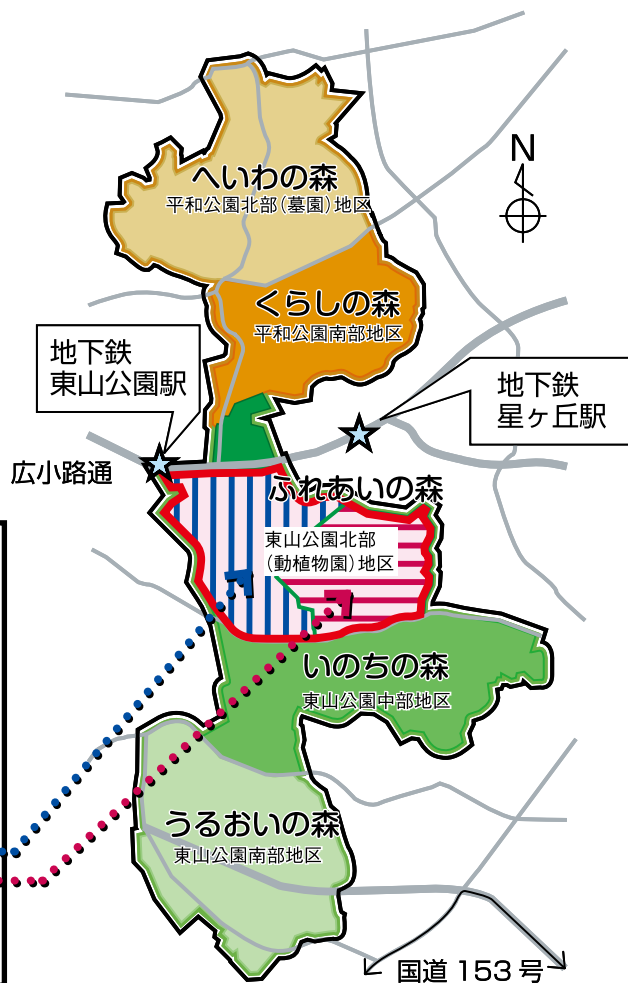 N
へいわの森
平和公園北部(墓園)地区
くらしの森
平和公園南部地区
地下鉄
東山公園駅
地下鉄
星ヶ丘駅
広小路通
ふれあいの森
東山公園北部
(動植物園)地区
いのちの森
東山公園中部地区
うるおいの森
東山公園南部地区
国道153号